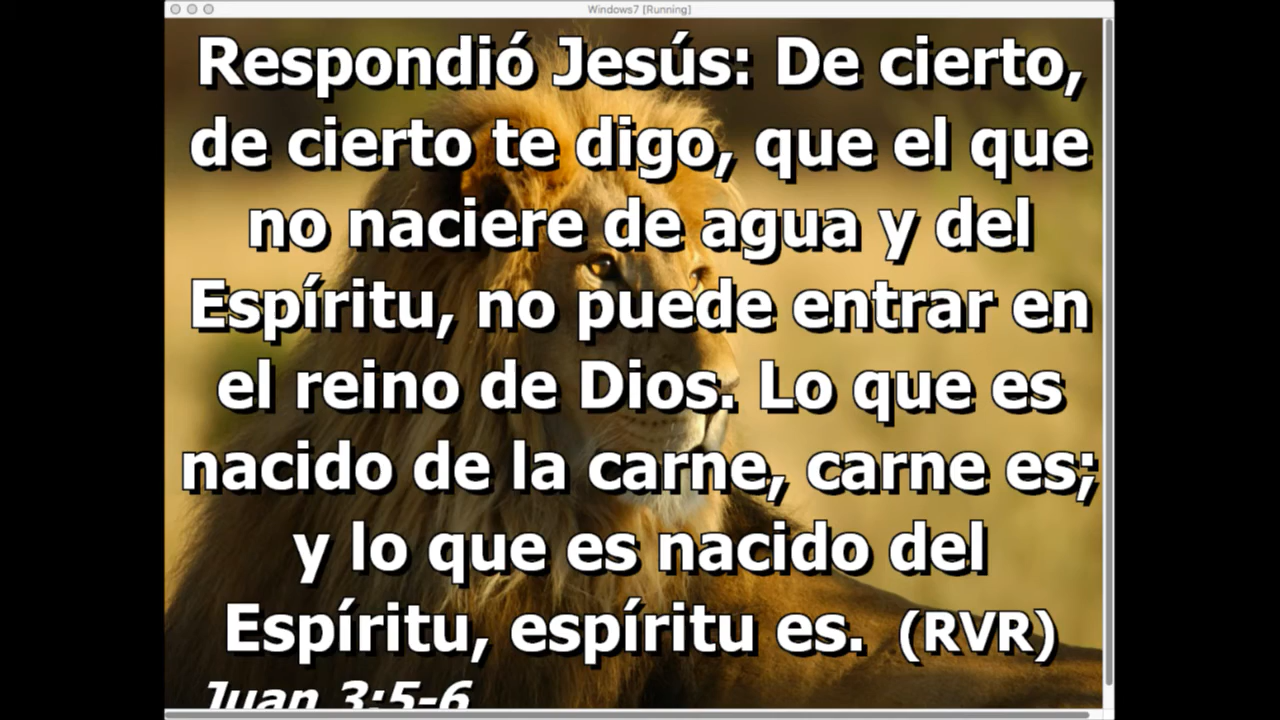 Windows7 [Running]
Respondió Jesús: De cierto,
de cierto te digo, que el que
no naciere de agua y del
Espíritu, no puede entrar en
el reino de Dios. Lo que es
nacido de la carne, carne es;
y lo que es nacido del
Espíritu, espíritu es. (RVR)
Juan 3:5-6